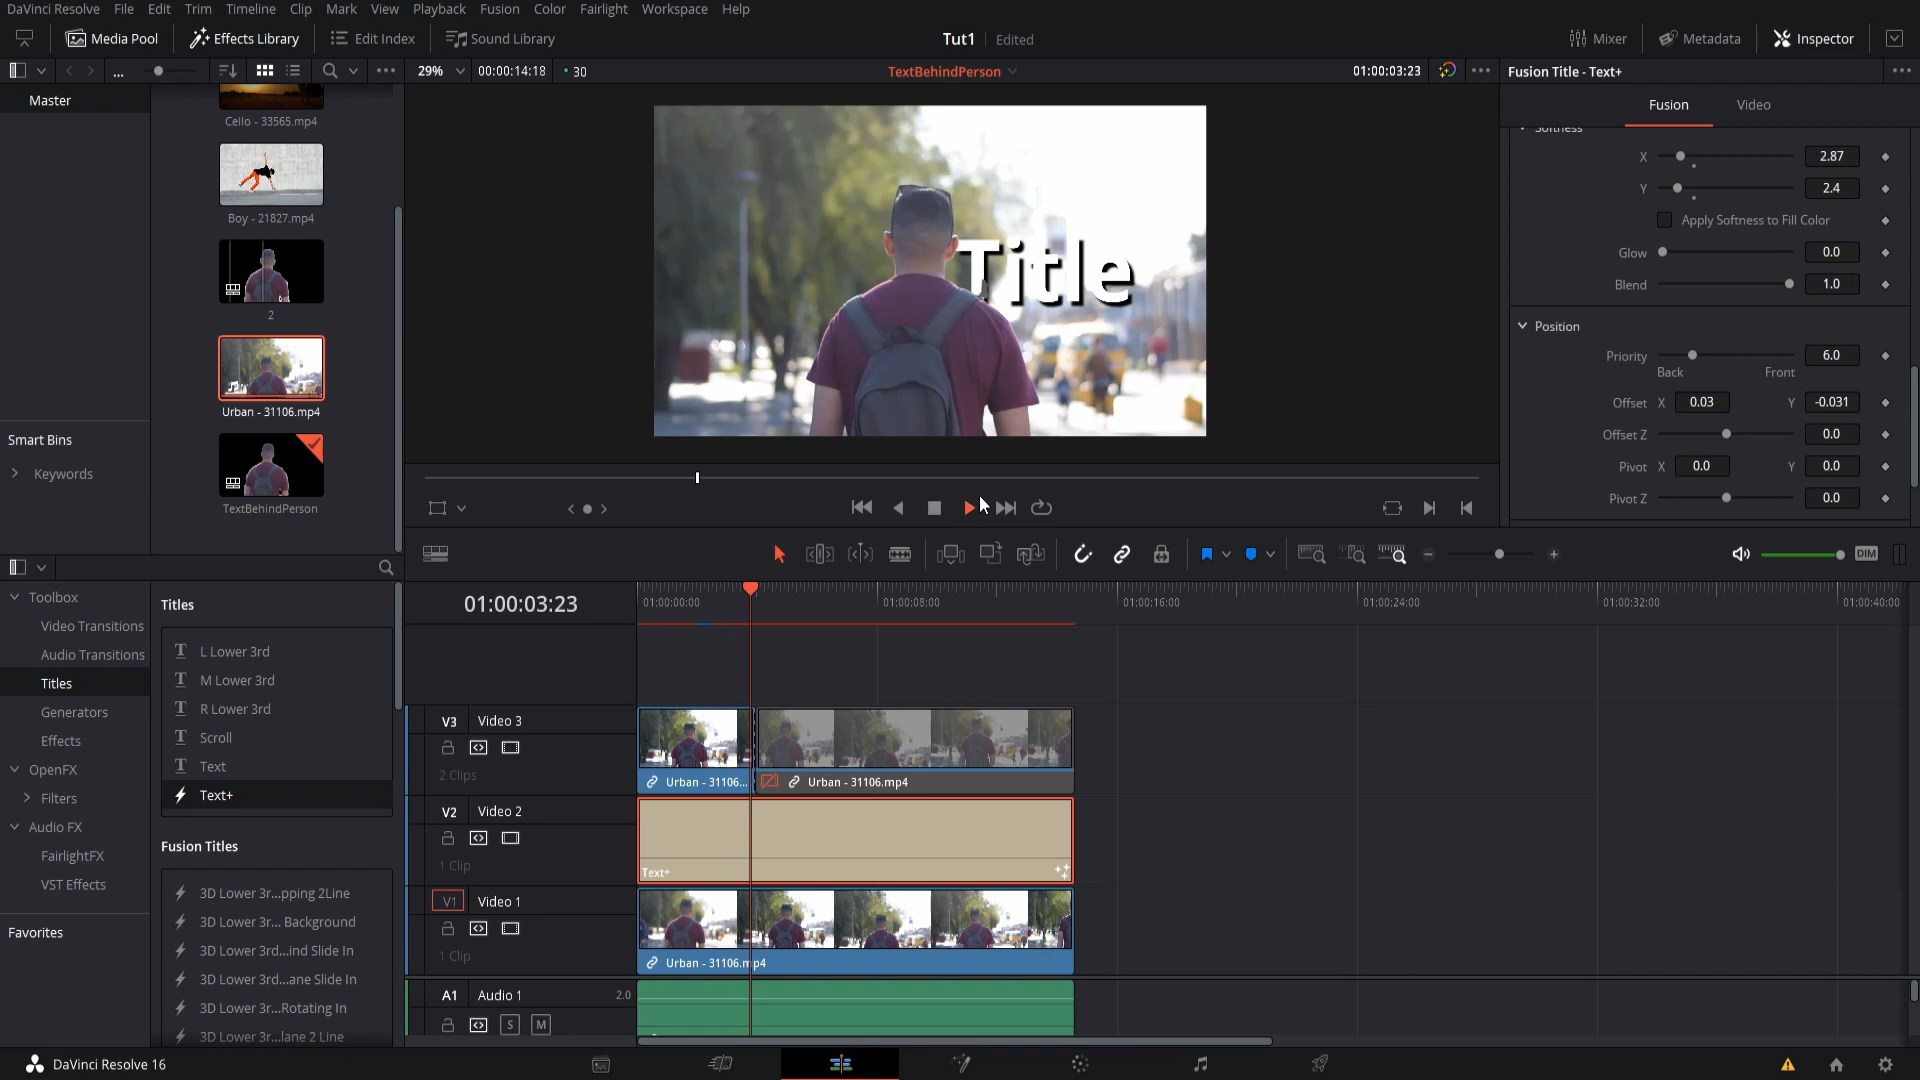 DaVinci Resolve File Edit Trim Timeline Clip Mark View Playback Fusion Color Fairlight Workspace Help
Media Pool Effects Library Edit Index Sound Library Tut1 Edited Mixer Metadata Inspector
... 29% 00:00:14:18 30 TextBehindPerson 01:00:03:23 Fusion Title - Text+
Master
Cello - 33565.mp4
Boy - 21827.mp4
2
Urban - 31106.mp4
TextBehindPerson
Smart Bins
Keywords
Title
Fusion Video
Softness
X 2.87
Y 2.4
Apply Softness to Fill Color
Glow 0.0
Blend 1.0
Position
Priority 6.0
Back Front
Offset X 0.03 Y -0.031
Offset Z 0.0
Pivot X 0.0 Y 0.0
Pivot Z 0.0
DIM
Toolbox
Video Transitions
Audio Transitions
Titles
Generators
Effects
OpenFX
Filters
Audio FX
FairlightFX
VST Effects
Favorites
Titles
L Lower 3rd
M Lower 3rd
R Lower 3rd
Scroll
Text
Text+
Fusion Titles
3D Lower 3r...pping 2Line
3D Lower 3r... Background
3D Lower 3rd...ind Slide In
3D Lower 3rd...ane Slide In
3D Lower 3r...Rotating In
3D Lower 3r...lane 2 Line
01:00:03:23 01:00:00:00 01:00:08:00 01:00:16:00 01:00:24:00 01:00:32:00 01:00:40:00
V3 Video 3
2 Clips
Urban - 31106... Urban - 31106.mp4
V2 Video 2
1 Clip
Text+
V1 Video 1
1 Clip
Urban - 31106.mp4
A1 Audio 1 2.0
S M
DaVinci Resolve 16